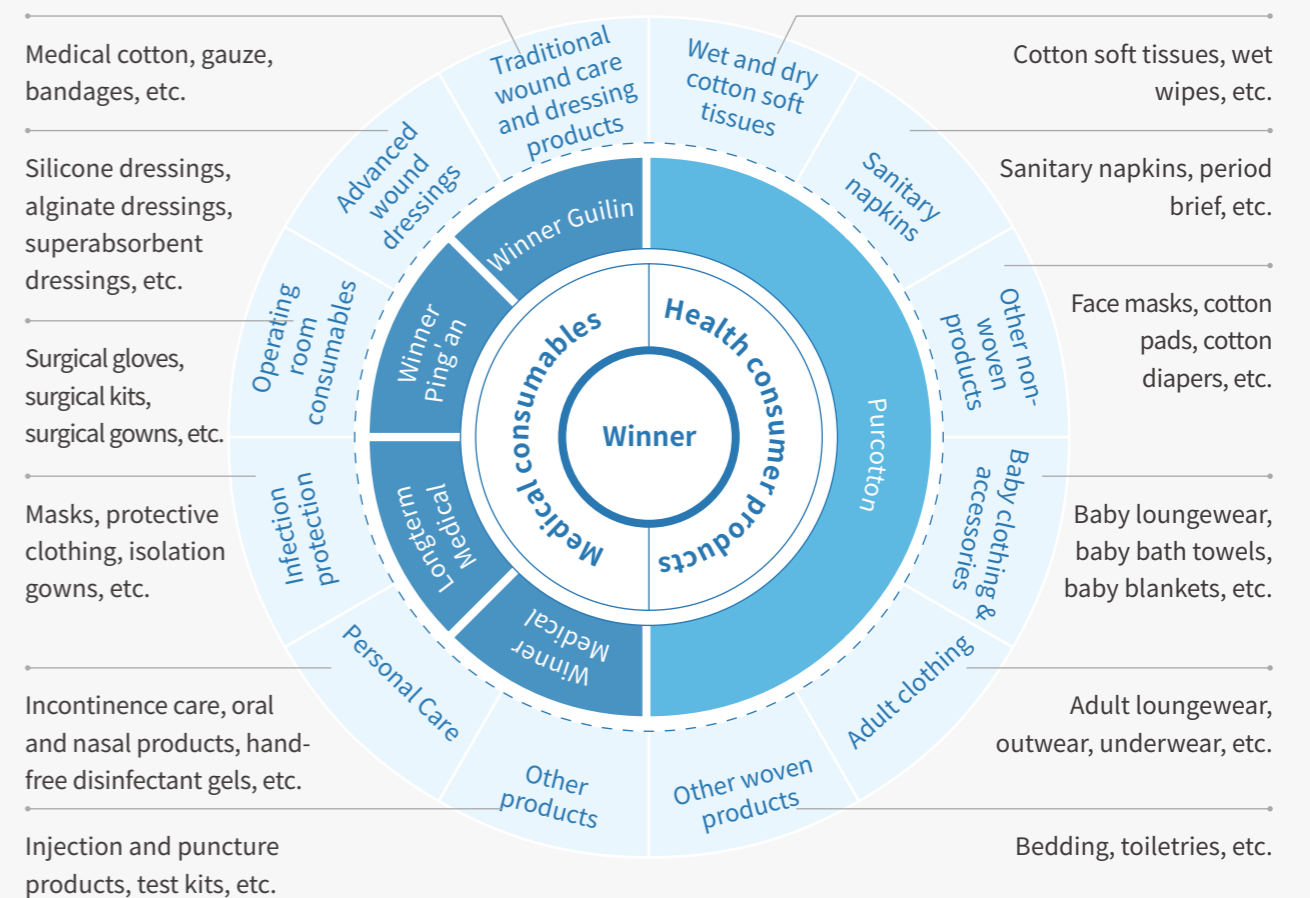 Medical cotton, gauze,
bandages, etc.
Silicone dressings,
alginate dressings,
superabsorbent
dressings, etc.
Surgical gloves,
surgical kits,
surgical gowns, etc.
Masks, protective
clothing, isolation
gowns, etc.
Incontinence care, oral
and nasal products, hand-
free disinfectant gels, etc.
Injection and puncture
products, test kits, etc.
Traditional
wound care
and dressing
products
Advanced
wound
dressings
Operating
room
consumables
Infection
protection
Personal Care
Other
products
Winner Guilin
Winner
Ping'an
Longterm
Medical
Winner
Medical
Medical consumables
Winner
Health consumer products
Purcotton
Wet and dry
cotton soft
tissues
Sanitary
napkins
Other non-
woven
products
Baby clothing &
accessories
Adult clothing
Other woven
products
Cotton soft tissues, wet
wipes, etc.
Sanitary napkins, period
brief, etc.
Face masks, cotton
pads, cotton
diapers, etc.
Baby loungewear,
baby bath towels,
baby blankets, etc.
Adult loungewear,
outwear, underwear, etc.
Bedding, toiletries, etc.